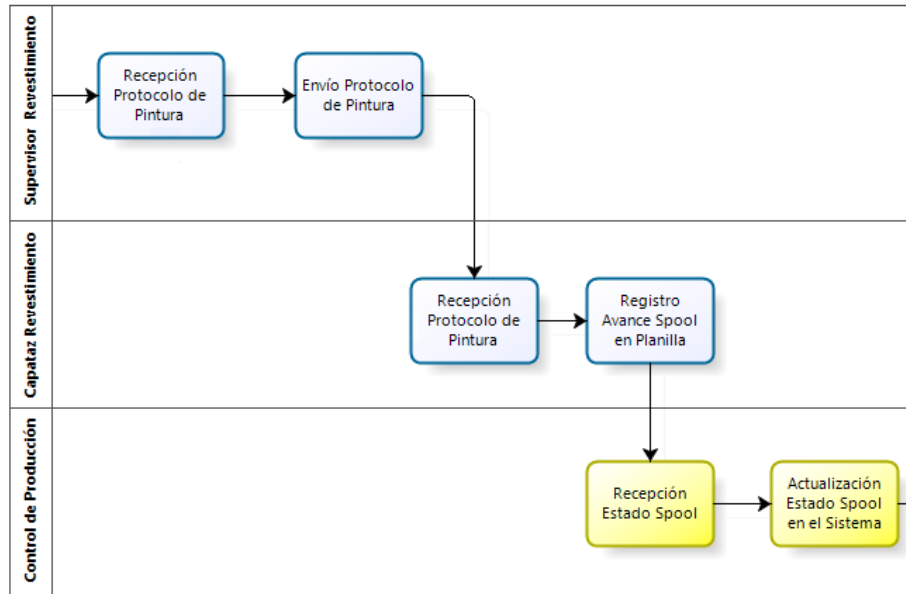 Supervisor Revestimiento
Recepción
Protocolo de
Pintura
Envío Protocolo
de Pintura
Capataz Revestimiento
Recepción
Protocolo de
Pintura
Registro
Avance Spool
en Planilla
Control de Producción
Recepción
Estado Spool
Actualización
Estado Spool
en el Sistema